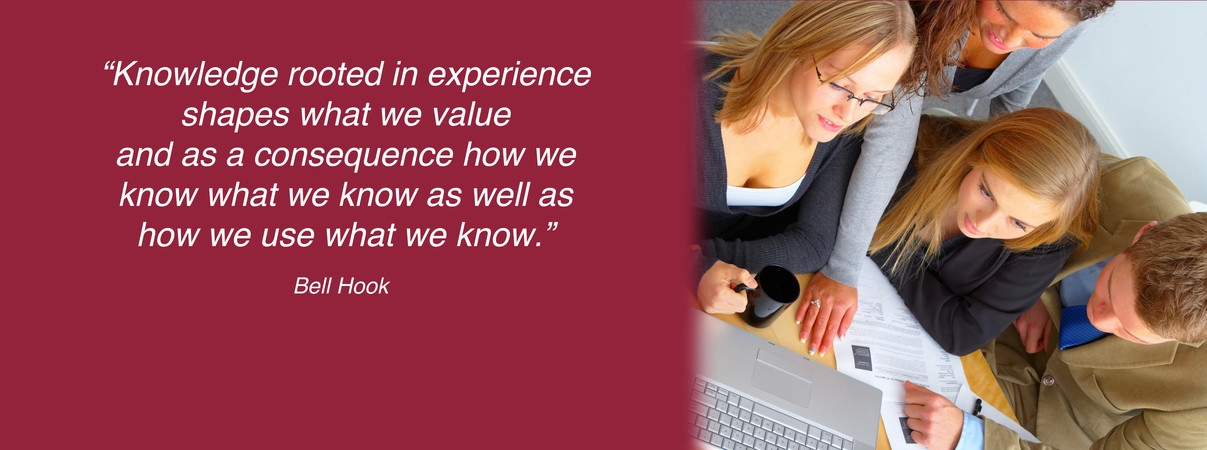 “Knowledge rooted in experience
shapes what we value
and as a consequence how we
know what we know as well as
how we use what we know.”
Bell Hook